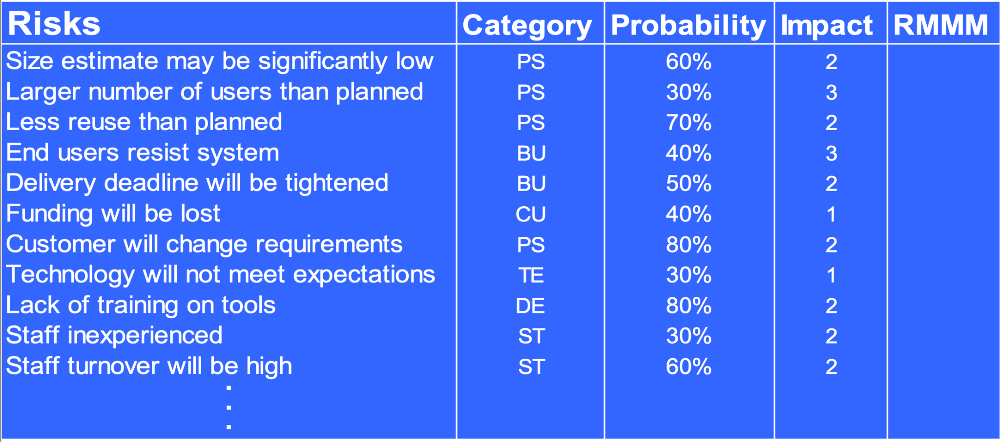 Risks Category Probability Impact RMMM
Size estimate may be significantly low PS 60% 2
Larger number of users than planned PS 30% 3
Less reuse than planned PS 70% 2
End users resist system BU 40% 3
Delivery deadline will be tightened BU 50% 2
Funding will be lost CU 40% 1
Customer will change requirements PS 80% 2
Technology will not meet expectations TE 30% 1
Lack of training on tools DE 80% 2
Staff inexperienced ST 30% 2
Staff turnover will be high ST 60% 2
.
.
.